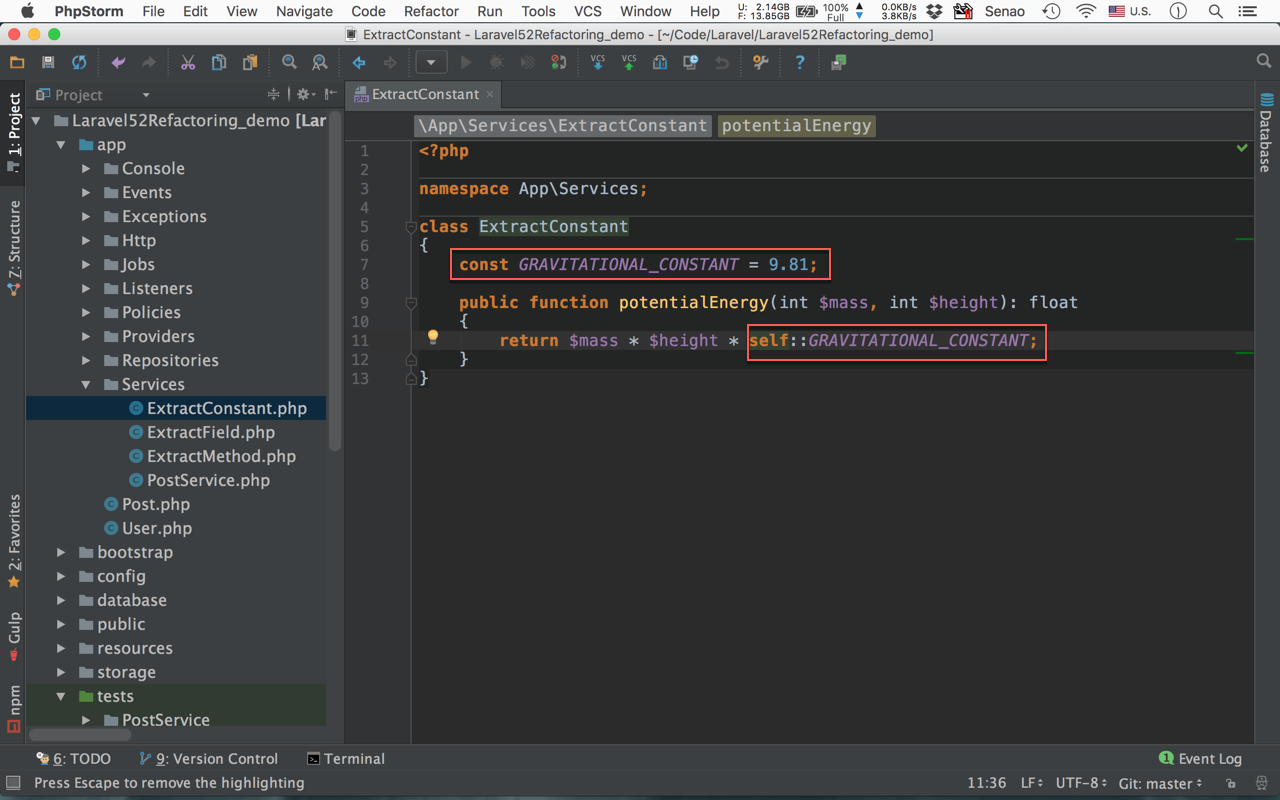 PhpStorm File Edit View Navigate Code Refactor Run Tools VCS Window Help U: 2.14GB F: 13.85GB 100% Full 0.0KB/s 3.8KB/s Senao U.S.
ExtractConstant - Laravel52Refactoring_demo - [~/Code/Laravel/Laravel52Refactoring_demo]
VCS VCS ?
Project
ExtractConstant ×
1: Project
Z: Structure
2: Favorites
Gulp
npm
Database
Laravel52Refactoring_demo [Lar
app
Console
Events
Exceptions
Http
Jobs
Listeners
Policies
Providers
Repositories
Services
ExtractConstant.php
ExtractField.php
ExtractMethod.php
PostService.php
Post.php
User.php
bootstrap
config
database
public
resources
storage
tests
PostService
\App\Services\ExtractConstant potentialEnergy
1 <?php
2
3 namespace App\Services;
4
5 class ExtractConstant
6 {
7 const GRAVITATIONAL_CONSTANT = 9.81;
8
9 public function potentialEnergy(int $mass, int $height): float
10 {
11 return $mass * $height * self::GRAVITATIONAL_CONSTANT;
12 }
13 }
6: TODO 9: Version Control Terminal 1 Event Log
Press Escape to remove the highlighting 11:36 LF UTF-8 Git: master